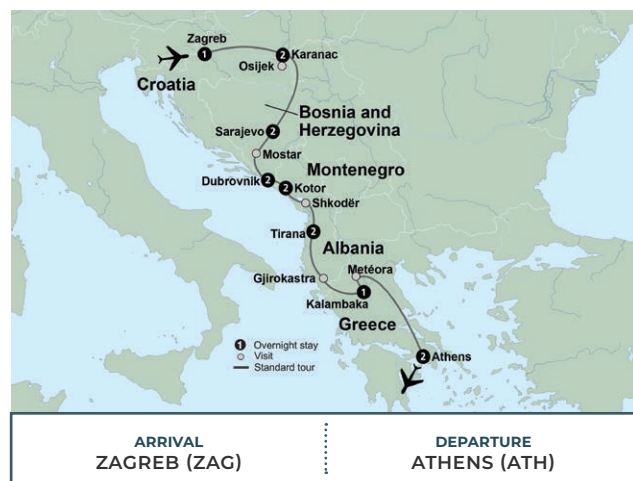 Zagreb
1
2
Karanac
Osijek
Croatia
Bosnia and
Herzegovina
Sarajevo
2
Mostar
Montenegro
Dubrovnik
2
2
Kotor
Shkodër
Tirana
2
Albania
Metéora
Gjirokastra
1
Kalambaka
Greece
1 Overnight stay
Visit
Standard tour
2
Athens
ARRIVAL
ZAGREB (ZAG)
DEPARTURE
ATHENS (ATH)